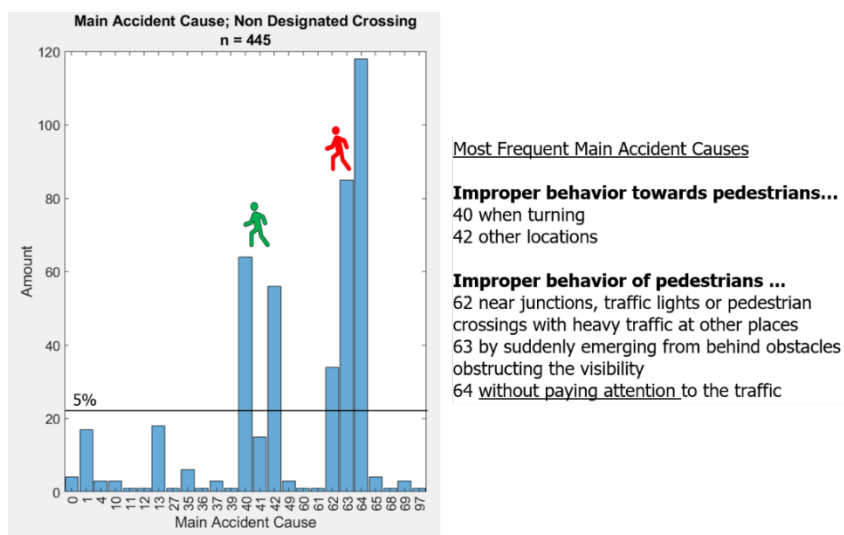 Main Accident Cause; Non Designated Crossing
n = 445
120
100
80
60
40
20
0
Amount
5%
0 1 4 10 11 12 13 27 35 36 37 39 40 41 42 49 60 61 62 63 64 65 68 69 97
Main Accident Cause
Most Frequent Main Accident Causes
Improper behavior towards pedestrians...
40 when turning
42 other locations
Improper behavior of pedestrians ...
62 near junctions, traffic lights or pedestrian
crossings with heavy traffic at other places
63 by suddenly emerging from behind obstacles
obstructing the visibility
64 without paying attention to the traffic